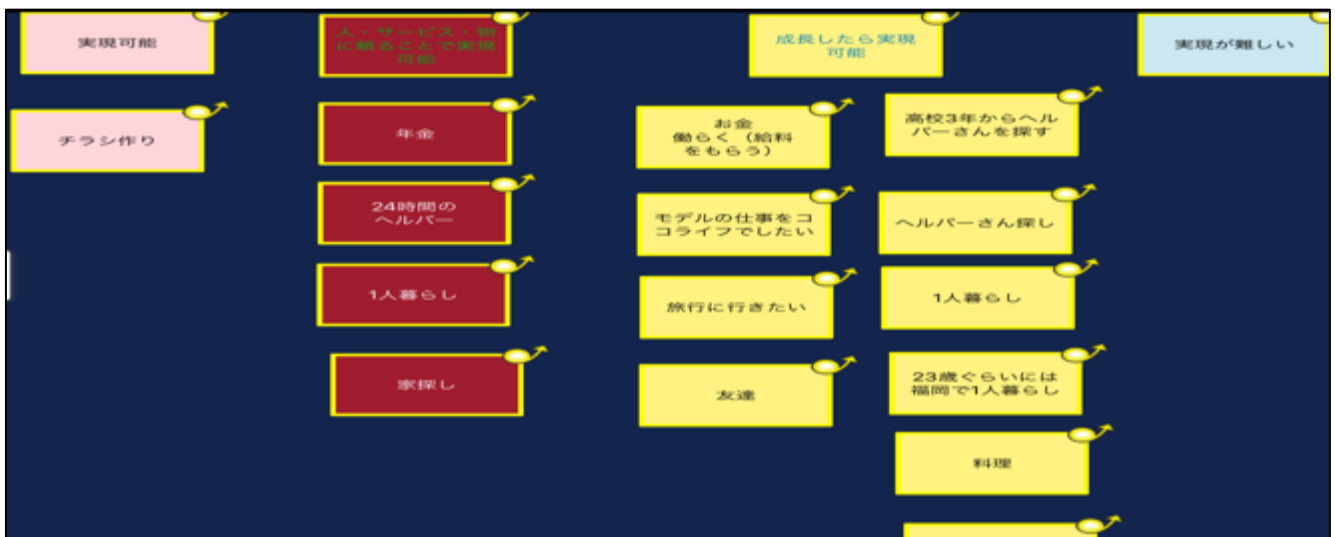 実現可能
人・サービス・物
に頼ることで実現
可能
成長したら実現
可能
実現が難しい
チラシ作り
年金
24時間の
ヘルパー
1人暮らし
家探し
お金
働らく（給料
をもらう）
モデルの仕事をコ
コライフでしたい
旅行に行きたい
友達
高校3年からヘル
パーさんを探す
ヘルパーさん探し
1人暮らし
23歳ぐらいには
福岡で1人暮らし
料理